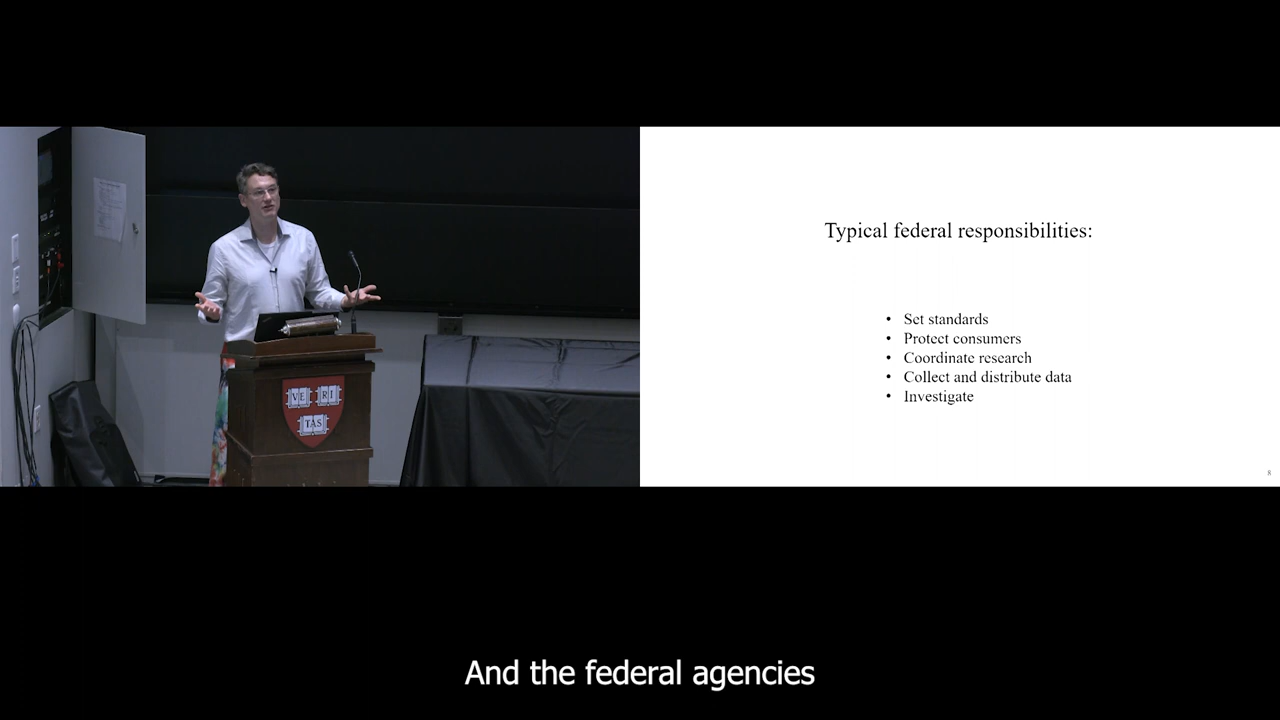 Typical federal responsibilities:
• Set standards
• Protect consumers
• Coordinate research
• Collect and distribute data
• Investigate
8
VE RI
TAS
And the federal agencies